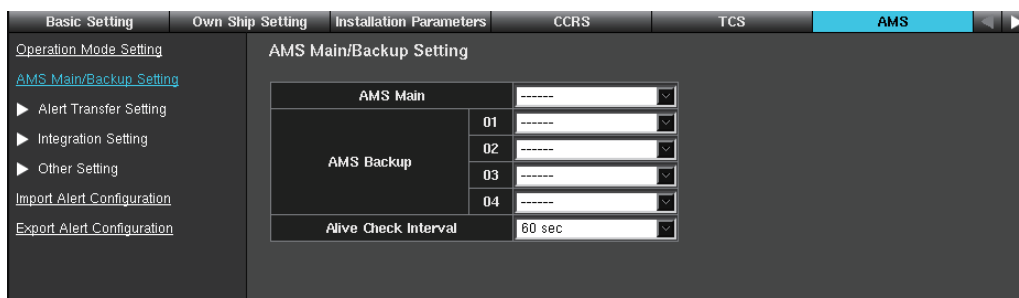 Basic Setting Own Ship Setting Installation Parameters CCRS TCS AMS
Operation Mode Setting
AMS Main/Backup Setting
Alert Transfer Setting
Integration Setting
Other Setting
Import Alert Configuration
Export Alert Configuration
AMS Main/Backup Setting
AMS Main ------
AMS Backup
01 ------
02 ------
03 ------
04 ------
Alive Check Interval 60 sec